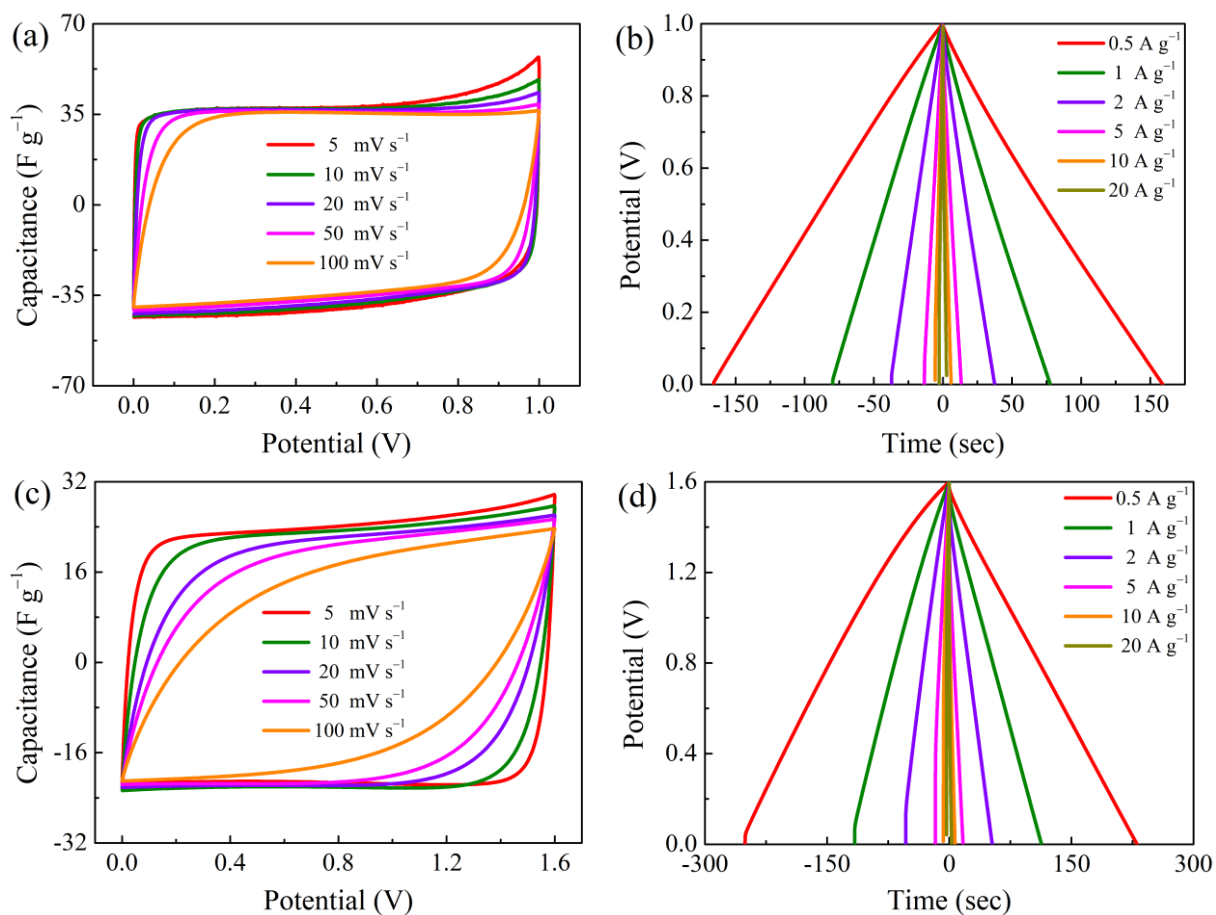 (a)
70
35
0
-35
-70
Capacitance (F g⁻¹)
5 mV s⁻¹
10 mV s⁻¹
20 mV s⁻¹
50 mV s⁻¹
100 mV s⁻¹
0.0 0.2 0.4 0.6 0.8 1.0
Potential (V)
(b)
1.0
0.8
0.6
0.4
0.2
0.0
Potential (V)
0.5 A g⁻¹
1 A g⁻¹
2 A g⁻¹
5 A g⁻¹
10 A g⁻¹
20 A g⁻¹
-150 -100 -50 0 50 100 150
Time (sec)
(c)
32
16
0
-16
-32
Capacitance (F g⁻¹)
5 mV s⁻¹
10 mV s⁻¹
20 mV s⁻¹
50 mV s⁻¹
100 mV s⁻¹
0.0 0.4 0.8 1.2 1.6
Potential (V)
(d)
1.6
1.2
0.8
0.4
0.0
Potential (V)
0.5 A g⁻¹
1 A g⁻¹
2 A g⁻¹
5 A g⁻¹
10 A g⁻¹
20 A g⁻¹
-300 -150 0 150 300
Time (sec)